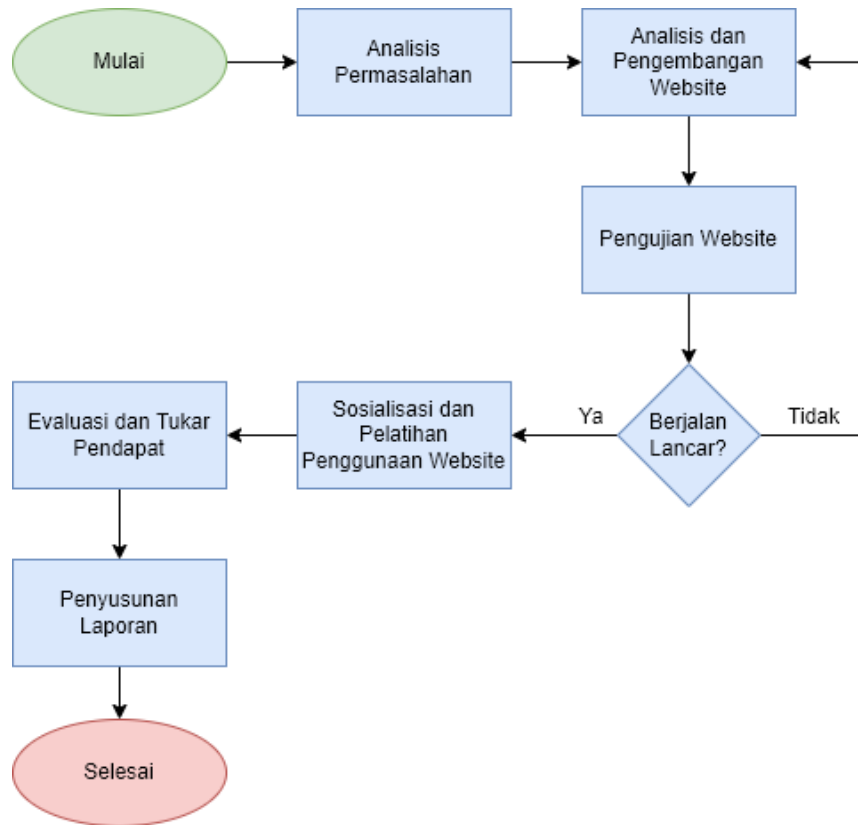 Mulai
Analisis
Permasalahan
Analisis dan
Pengembangan
Website
Pengujian Website
Berjalan
Lancar?
Ya
Tidak
Sosialisasi dan
Pelatihan
Penggunaan Website
Evaluasi dan Tukar
Pendapat
Penyusunan
Laporan
Selesai